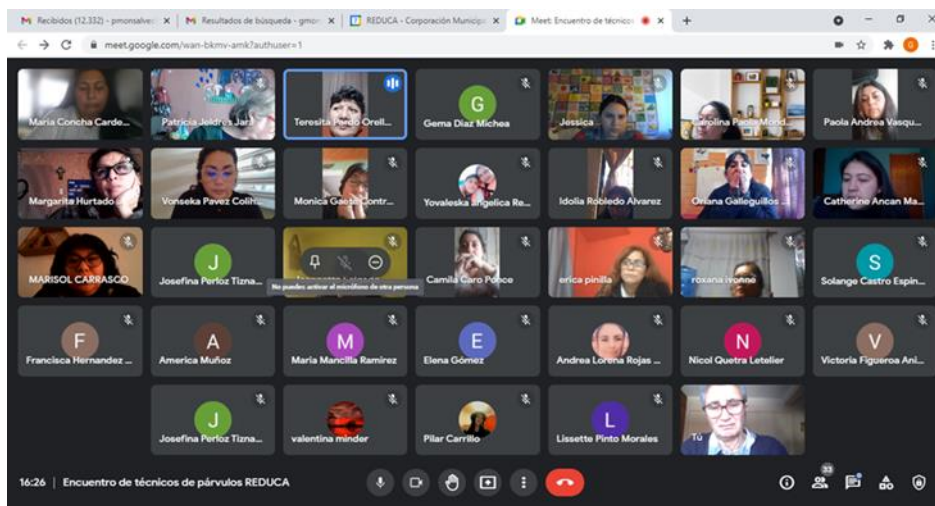 Recibidos (12.332) - pmonsalve
Resultados de búsqueda - gmon
REDUCA - Corporación Municip
Meet: Encuentro de técnico
meet.google.com/wan-bkmv-amk?authuser=1
G
Maria Concha Carde...
Patricia Jeldres Jara
Teresita Pardo Orell...
G
Gema Diaz Michea
Jessica
Carolina Paola Mond...
Paola Andrea Vasqu...
Margarita Hurtado
Vonseka Pavez Colih...
Monica Gaete Contr...
Yovaleska Angelica Re...
Idolia Robledo Alvarez
Oriana Galleguillos
Catherine Ancan Ma...
MARISOL CARRASCO
J
Josefina Perloz Tizna...
No puedes activar el micrófono de otra persona
Camila Caro Ponce
erica pinilla
roxana ivonne
S
Solange Castro Espin...
F
Francisca Hernandez ...
A
America Muñoz
M
Maria Mancilla Ramirez
E
Elena Gómez
Andrea Lorena Rojas ...
N
Nicol Quetra Letelier
V
Victoria Figueroa Ani...
J
Josefina Perloz Tizna...
valentina minder
Pilar Carrillo
L
Lissette Pinto Morales
Tú
16:26 | Encuentro de técnicos de párvulos REDUCA
33